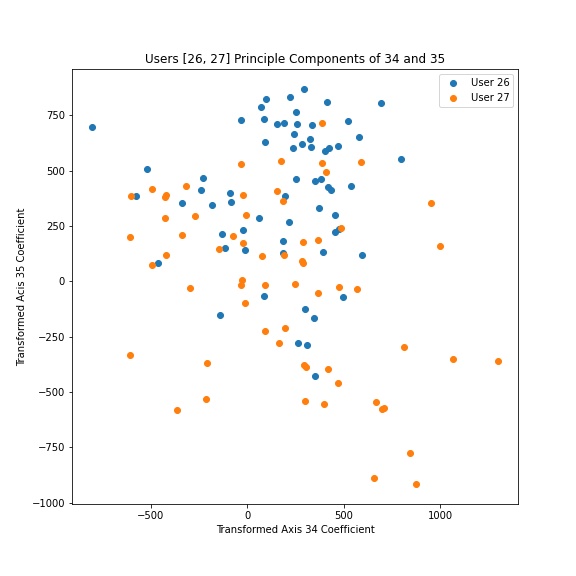 Users [26, 27] Principle Components of 34 and 35
User 26
User 27
Transformed Acis 35 Coefficient
750
500
250
0
−250
−500
−750
−1000
−500
0
500
1000
Transformed Axis 34 Coefficient